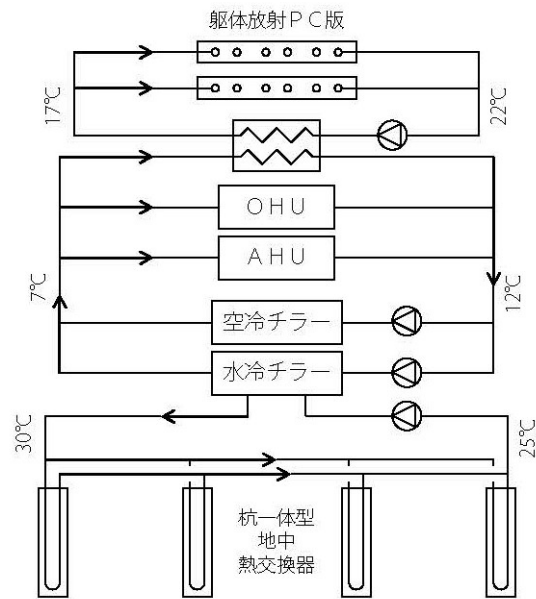 躯体放射ＰＣ版
17℃
22℃
ＯＨＵ
ＡＨＵ
7℃
12℃
空冷チラー
水冷チラー
30℃
25℃
杭一体型
地中
熱交換器